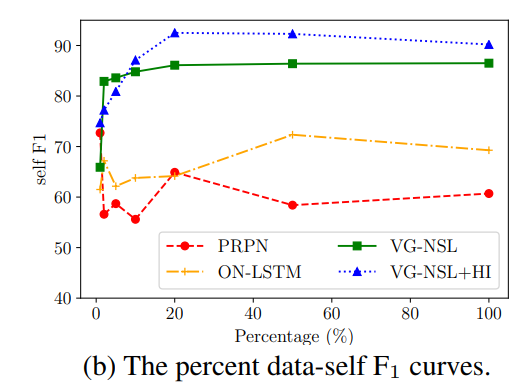 90
80
70
60
50
40
self F1
PRPN
ON-LSTM
VG-NSL
VG-NSL+HI
0 20 40 60 80 100
Percentage (%)
(b) The percent data-self F₁ curves.